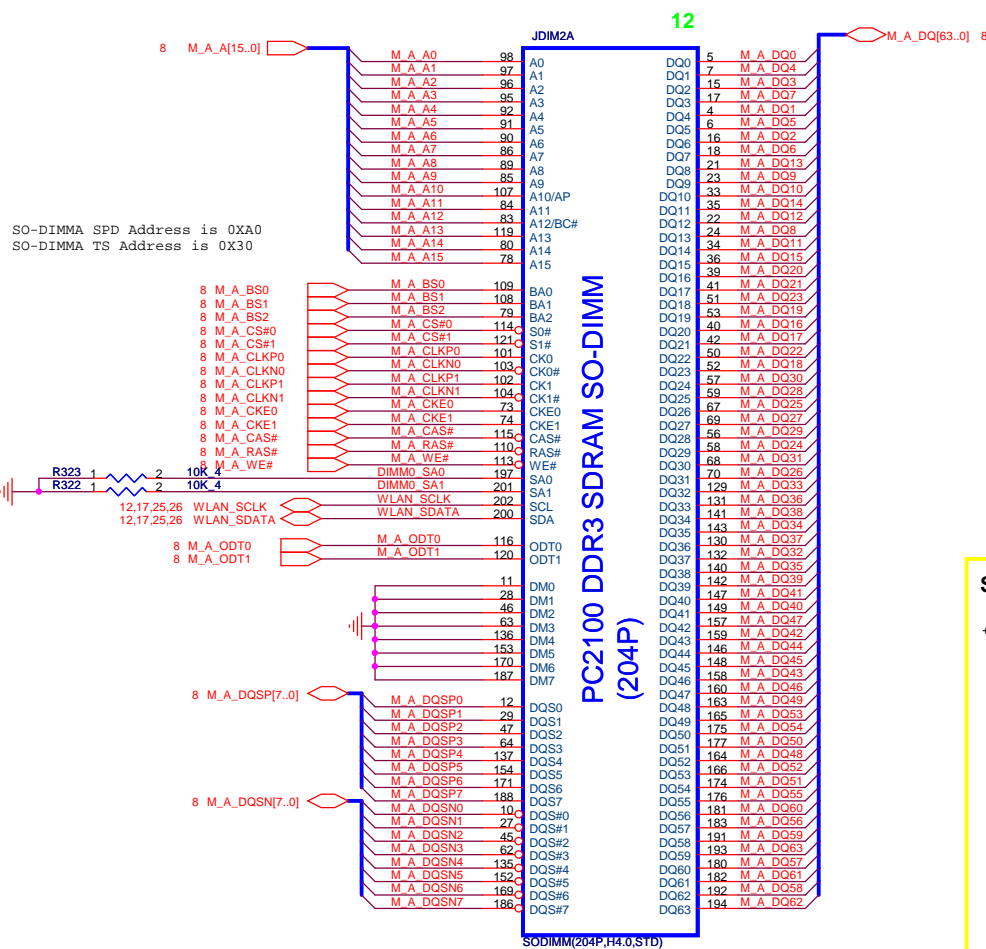 12
JDIM2A
8 M_A_A[15..0]
M_A_A0 98 A0
M_A_A1 97 A1
M_A_A2 96 A2
M_A_A3 95 A3
M_A_A4 92 A4
M_A_A5 91 A5
M_A_A6 90 A6
M_A_A7 86 A7
M_A_A8 89 A8
M_A_A9 85 A9
M_A_A10 107 A10/AP
M_A_A11 84 A11
M_A_A12 83 A12/BC#
M_A_A13 119 A13
M_A_A14 80 A14
M_A_A15 78 A15
SO-DIMMA SPD Address is 0XA0
SO-DIMMA TS Address is 0X30
8 M_A_BS0 M_A_BS0 109 BA0
8 M_A_BS1 M_A_BS1 108 BA1
8 M_A_BS2 M_A_BS2 79 BA2
8 M_A_CS#0 M_A_CS#0 114 S0#
8 M_A_CS#1 M_A_CS#1 121 S1#
8 M_A_CLKP0 M_A_CLKP0 101 CK0
8 M_A_CLKN0 M_A_CLKN0 103 CK0#
8 M_A_CLKP1 M_A_CLKP1 102 CK1
8 M_A_CLKN1 M_A_CLKN1 104 CK1#
8 M_A_CKE0 M_A_CKE0 73 CKE0
8 M_A_CKE1 M_A_CKE1 74 CKE1
8 M_A_CAS# M_A_CAS# 115 CAS#
8 M_A_RAS# M_A_RAS# 110 RAS#
8 M_A_WE# M_A_WE# 113 WE#
R323 1 2 10K_4 DIMM0_SA0 197 SA0
R322 1 2 10K_4 DIMM0_SA1 201 SA1
12,17,25,26 WLAN_SCLK WLAN_SCLK 202 SCL
12,17,25,26 WLAN_SDATA WLAN_SDATA 200 SDA
8 M_A_ODT0 M_A_ODT0 116 ODT0
8 M_A_ODT1 M_A_ODT1 120 ODT1
11 DM0
28 DM1
46 DM2
63 DM3
136 DM4
153 DM5
170 DM6
187 DM7
8 M_A_DQSP[7..0]
M_A_DQSP0 12 DQS0
M_A_DQSP1 29 DQS1
M_A_DQSP2 47 DQS2
M_A_DQSP3 64 DQS3
M_A_DQSP4 137 DQS4
M_A_DQSP5 154 DQS5
M_A_DQSP6 171 DQS6
M_A_DQSP7 188 DQS7
8 M_A_DQSN[7..0]
M_A_DQSN0 10 DQS#0
M_A_DQSN1 27 DQS#1
M_A_DQSN2 45 DQS#2
M_A_DQSN3 62 DQS#3
M_A_DQSN4 135 DQS#4
M_A_DQSN5 152 DQS#5
M_A_DQSN6 169 DQS#6
M_A_DQSN7 186 DQS#7
PC2100 DDR3 SDRAM SO-DIMM
(204P)
M_A_DQ[63..0] 8
DQ0 5 M_A_DQ0
DQ1 7 M_A_DQ4
DQ2 15 M_A_DQ3
DQ3 17 M_A_DQ7
DQ4 4 M_A_DQ1
DQ5 6 M_A_DQ5
DQ6 16 M_A_DQ2
DQ7 18 M_A_DQ6
DQ8 21 M_A_DQ13
DQ9 23 M_A_DQ9
DQ10 33 M_A_DQ10
DQ11 35 M_A_DQ14
DQ12 22 M_A_DQ12
DQ13 24 M_A_DQ8
DQ14 34 M_A_DQ11
DQ15 36 M_A_DQ15
DQ16 39 M_A_DQ20
DQ17 41 M_A_DQ21
DQ18 51 M_A_DQ23
DQ19 53 M_A_DQ19
DQ20 40 M_A_DQ16
DQ21 42 M_A_DQ17
DQ22 50 M_A_DQ22
DQ23 52 M_A_DQ18
DQ24 57 M_A_DQ30
DQ25 59 M_A_DQ28
DQ26 67 M_A_DQ25
DQ27 69 M_A_DQ27
DQ28 56 M_A_DQ29
DQ29 58 M_A_DQ24
DQ30 68 M_A_DQ31
DQ31 70 M_A_DQ26
DQ32 129 M_A_DQ33
DQ33 131 M_A_DQ36
DQ34 141 M_A_DQ38
DQ35 143 M_A_DQ34
DQ36 130 M_A_DQ37
DQ37 132 M_A_DQ32
DQ38 140 M_A_DQ35
DQ39 142 M_A_DQ39
DQ40 147 M_A_DQ41
DQ41 149 M_A_DQ40
DQ42 157 M_A_DQ47
DQ43 159 M_A_DQ42
DQ44 146 M_A_DQ44
DQ45 148 M_A_DQ45
DQ46 158 M_A_DQ43
DQ47 160 M_A_DQ46
DQ48 163 M_A_DQ49
DQ49 165 M_A_DQ53
DQ50 175 M_A_DQ54
DQ51 177 M_A_DQ50
DQ52 164 M_A_DQ48
DQ53 166 M_A_DQ52
DQ54 174 M_A_DQ51
DQ55 176 M_A_DQ55
DQ56 181 M_A_DQ60
DQ57 183 M_A_DQ56
DQ58 191 M_A_DQ59
DQ59 193 M_A_DQ63
DQ60 180 M_A_DQ57
DQ61 182 M_A_DQ61
DQ62 192 M_A_DQ58
DQ63 194 M_A_DQ62
SODIMM(204P,H4.0,STD)